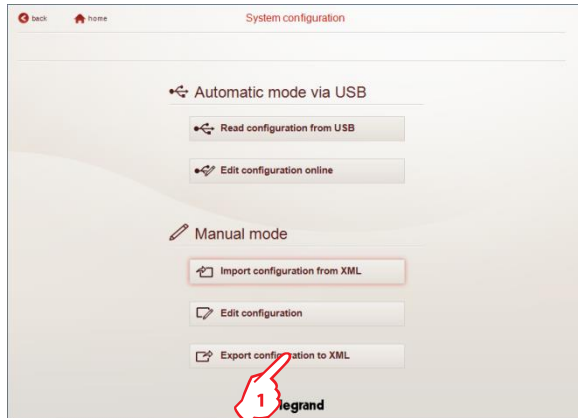 back home System configuration
Automatic mode via USB
Read configuration from USB
Edit configuration online
Manual mode
Import configuration from XML
Edit configuration
Export configuration to XML
1
legrand